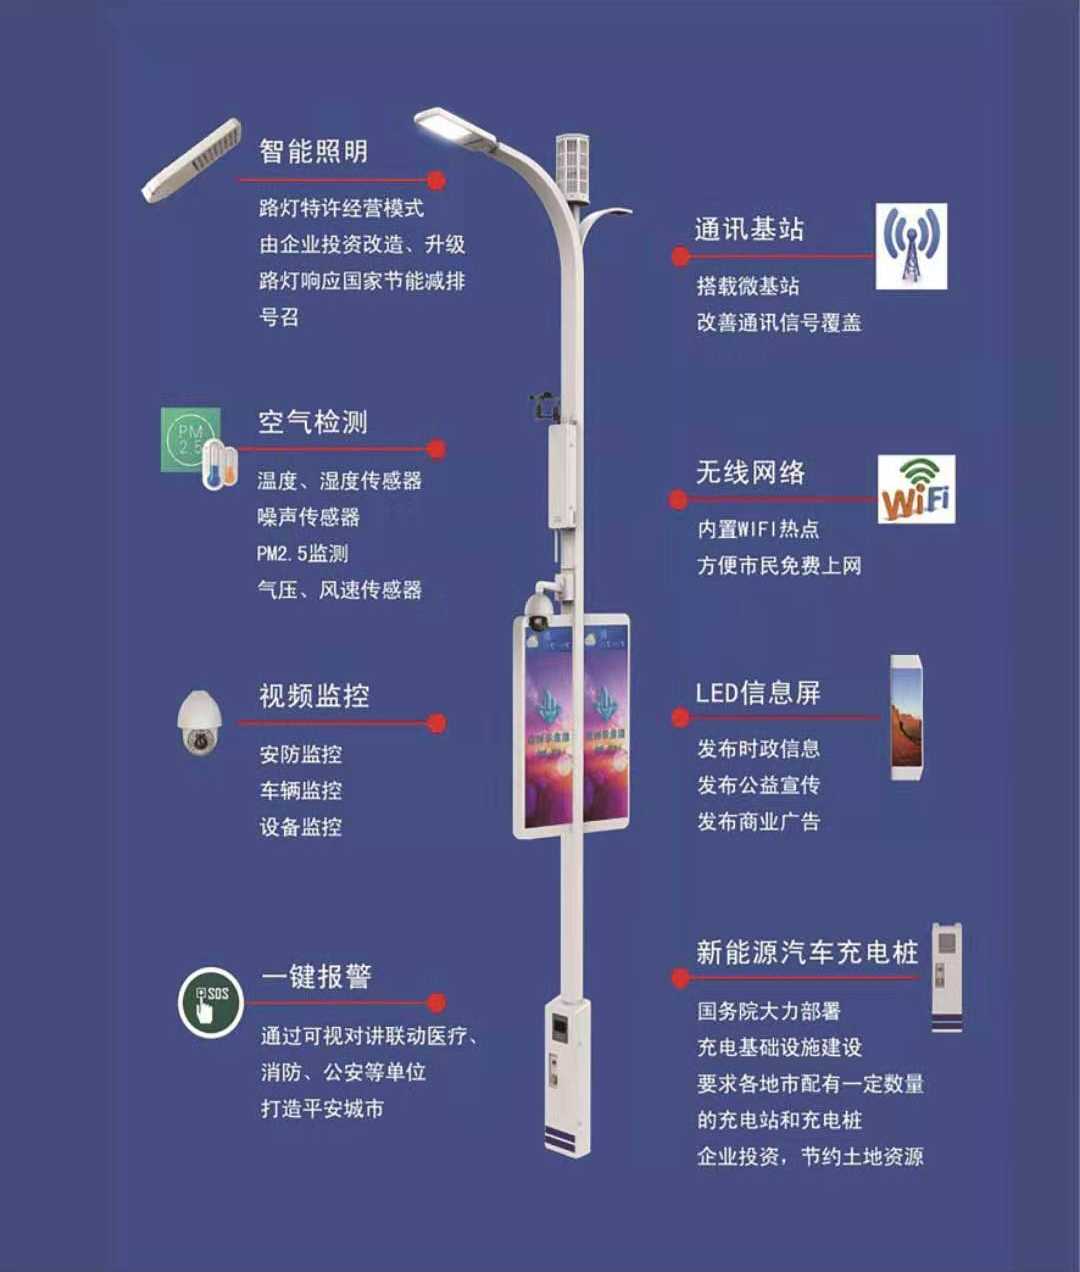 智能照明
路灯特许经营模式
由企业投资改造、升级
路灯响应国家节能减排
号召
空气检测
PM
2.5
温度、湿度传感器
噪声传感器
PM2.5监测
气压、风速传感器
视频监控
安防监控
车辆监控
设备监控
一键报警
SOS
通过可视对讲联动医疗、
消防、公安等单位
打造平安城市
通讯基站
搭载微基站
改善通讯信号覆盖
无线网络
WiFi
内置WIFI热点
方便市民免费上网
LED信息屏
发布时政信息
发布公益宣传
发布商业广告
新能源汽车充电桩
国务院大力部署
充电基础设施建设
要求各地市配有一定数量
的充电站和充电桩
企业投资，节约土地资源